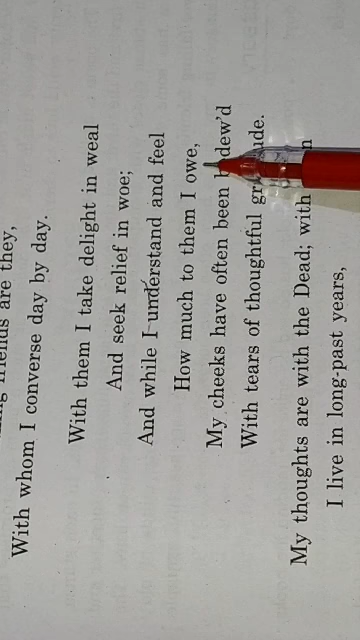 friends are they,
With whom I converse day by day.
With them I take delight in weal
And seek relief in woe;
And while I understand and feel
How much to them I owe,
My cheeks have often been dew'd
With tears of thoughtful
My thoughts are with the Dead; with
I live in long-past years,